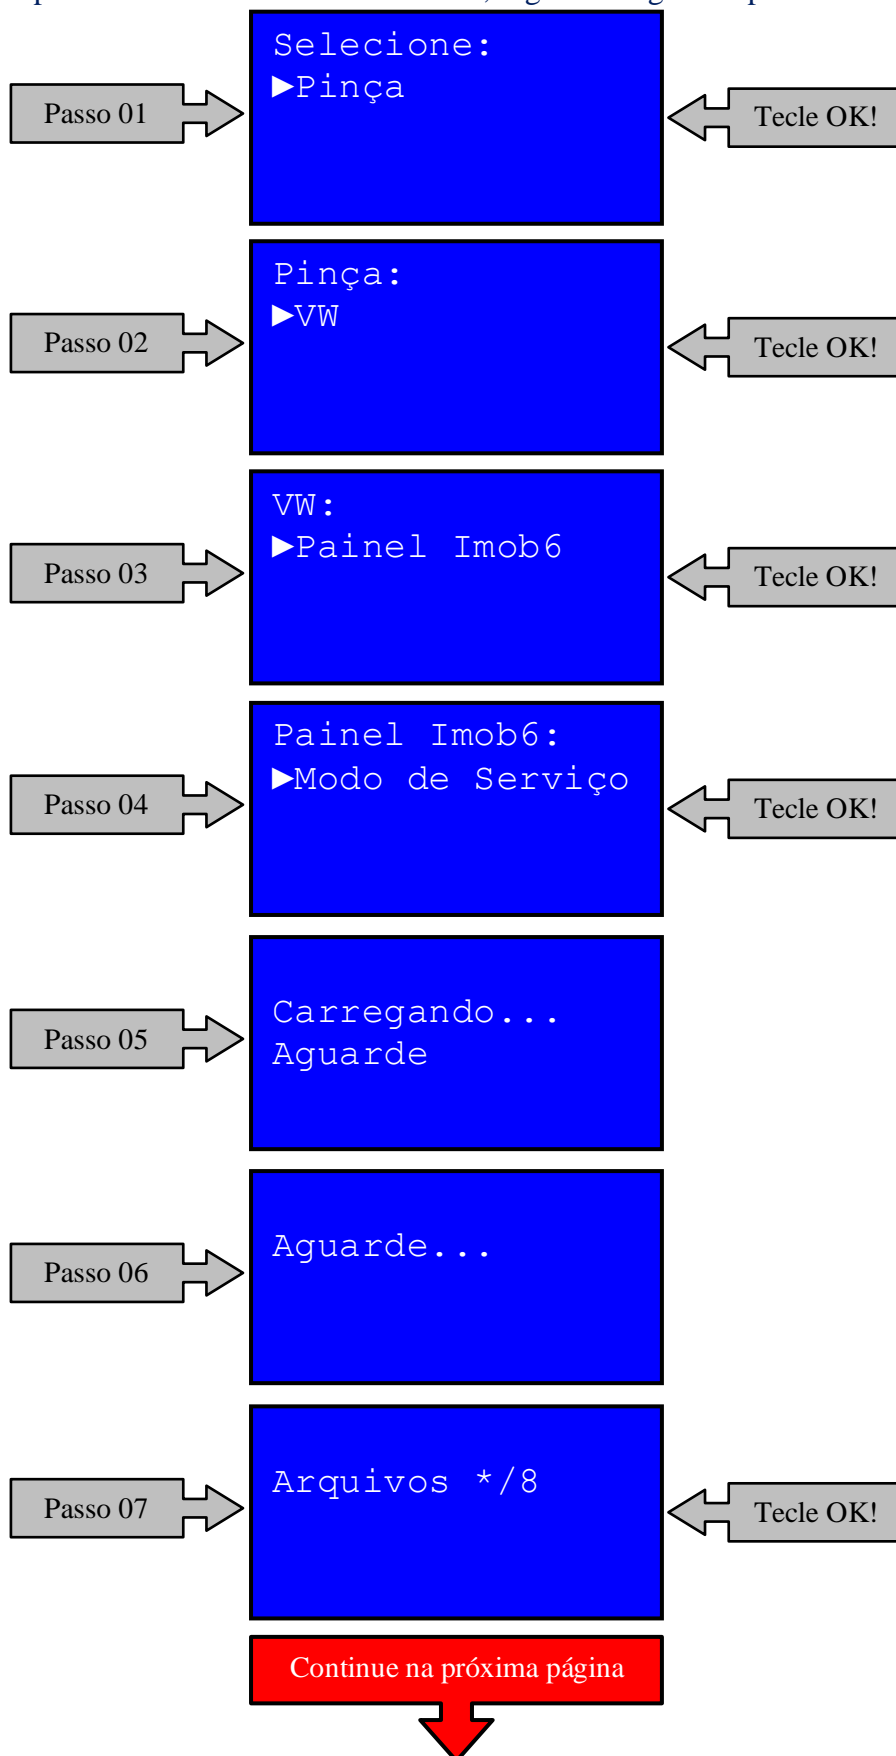 Selecione:
►Pinça
Passo 01
Tecle OK!
Pinça:
►VW
Passo 02
Tecle OK!
VW:
►Painel Imob6
Passo 03
Tecle OK!
Painel Imob6:
►Modo de Serviço
Passo 04
Tecle OK!
Carregando...
Aguarde
Passo 05
Aguarde...
Passo 06
Arquivos */8
Passo 07
Tecle OK!
Continue na próxima página